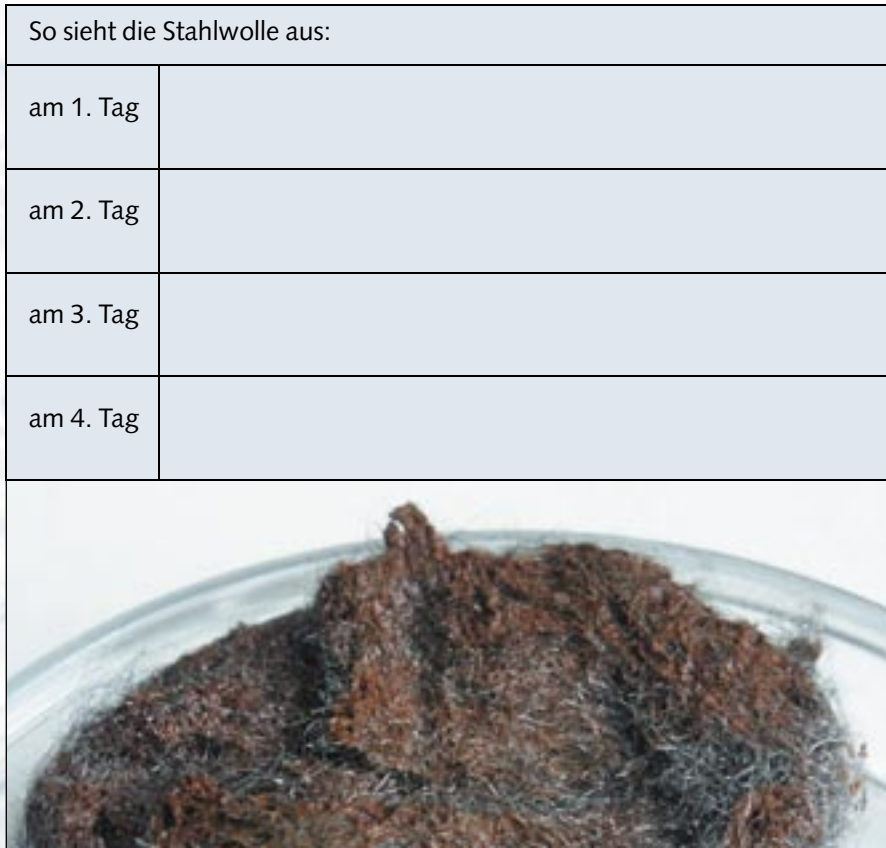 So sieht die Stahlwolle aus:
am 1. Tag
am 2. Tag
am 3. Tag
am 4. Tag